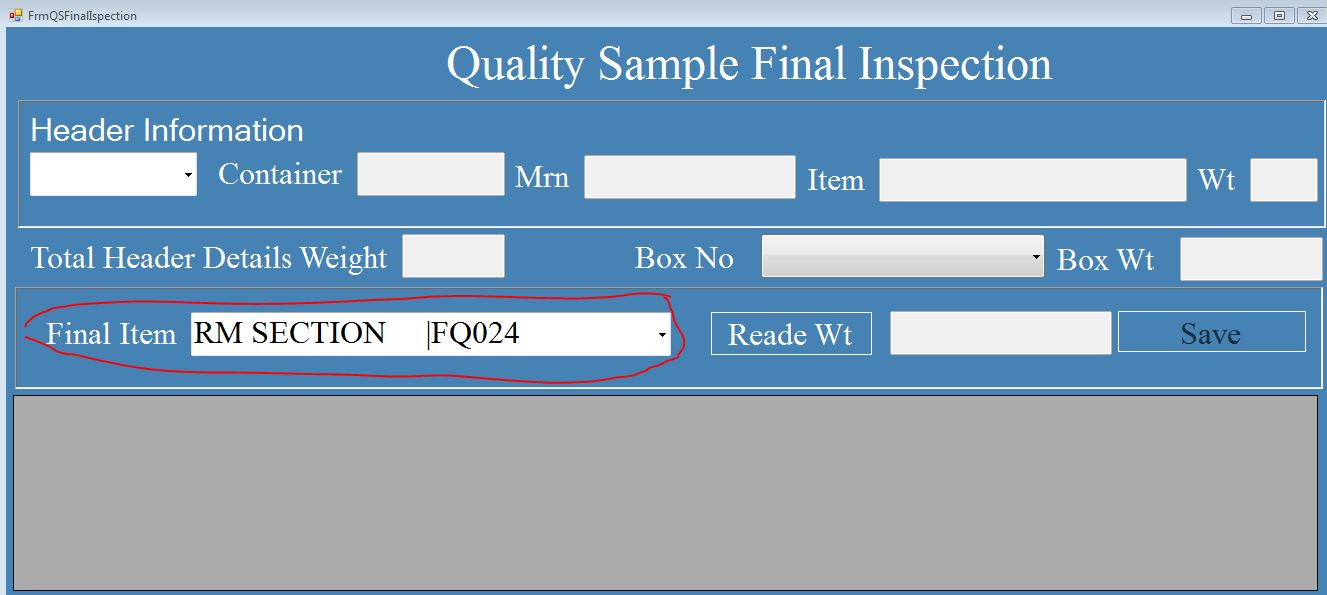 FrmQSFinalIspection
Quality Sample Final Inspection
Header Information
Container Mrn Item Wt
Total Header Details Weight Box No Box Wt
Final Item RM SECTION |FQ024 Reade Wt Save